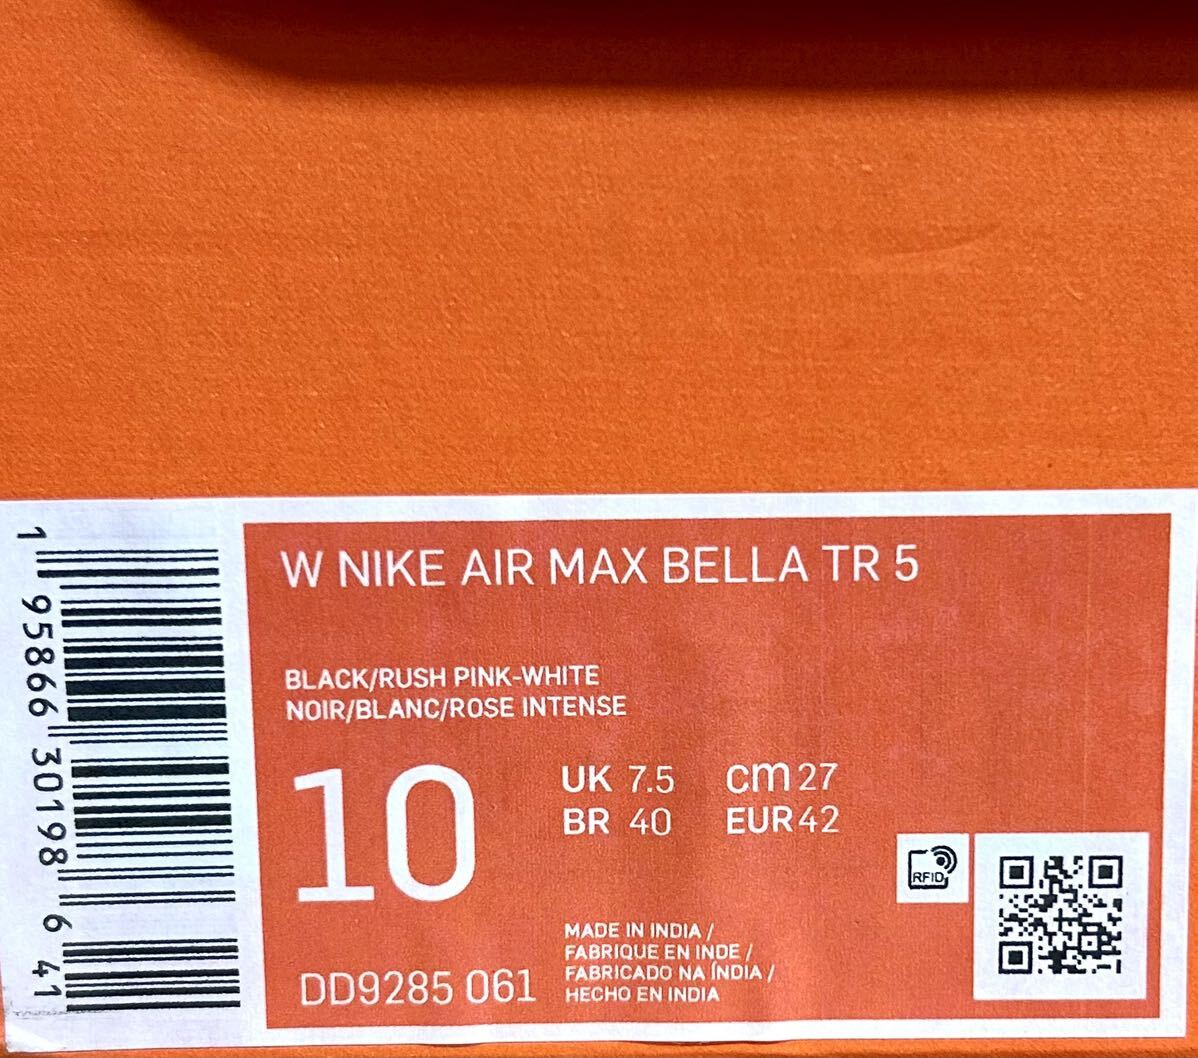 W NIKE AIR MAX BELLA TR 5
BLACK/RUSH PINK-WHITE
NOIR/BLANC/ROSE INTENSE
10
UK 7.5 cm 27
BR 40 EUR 42
DD9285 061
MADE IN INDIA /
FABRIQUE EN INDE /
FABRICADO NA ÍNDIA /
HECHO EN INDIA
RFID
1 95866 30198 6 41